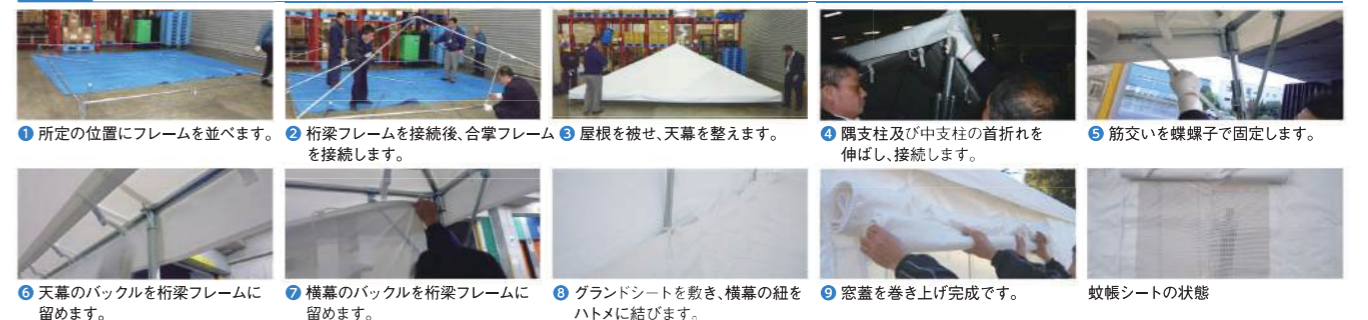 ❶ 所定の位置にフレームを並べます。
❷ 桁梁フレームを接続後、合掌フレーム
を接続します。
❸ 屋根を被せ、天幕を整えます。
❹ 隅支柱及び中支柱の首折れを
伸ばし、接続します。
❺ 筋交いを蝶螺子で固定します。
❻ 天幕のバックルを桁梁フレームに
留めます。
❼ 横幕のバックルを桁梁フレームに
留めます。
❽ グランドシートを敷き、横幕の紐を
ハトメに結びます。
❾ 窓蓋を巻き上げ完成です。
蚊帳シートの状態